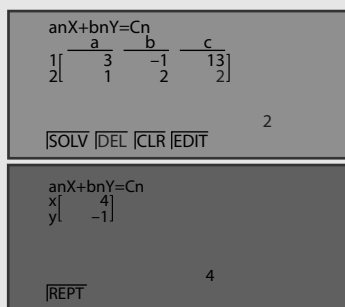 anX+bnY=Cn
a b c
1[ 3 −1 13]
2[ 1 2 2]
2
SOLV DEL CLR EDIT
anX+bnY=Cn
x[ 4]
y[ −1]
4
REPT